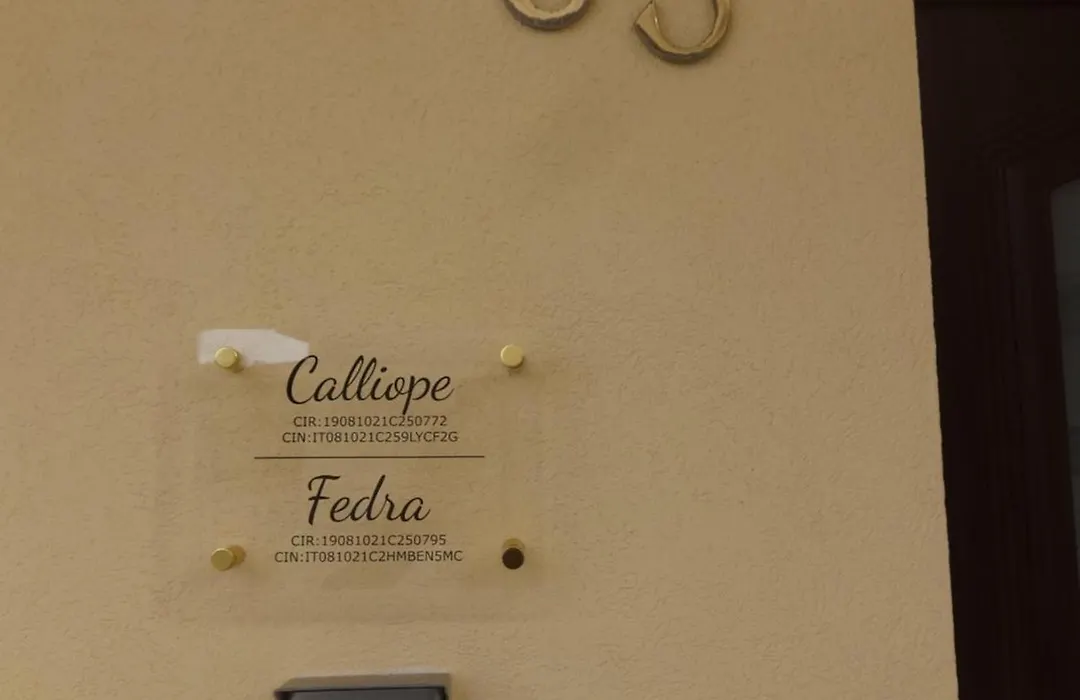 Calliope
CIR:19081021C250772
CIN:IT081021C259LYCF2G
Fedra
CIR:19081021C250795
CIN:IT081021C2HMBEN5MC